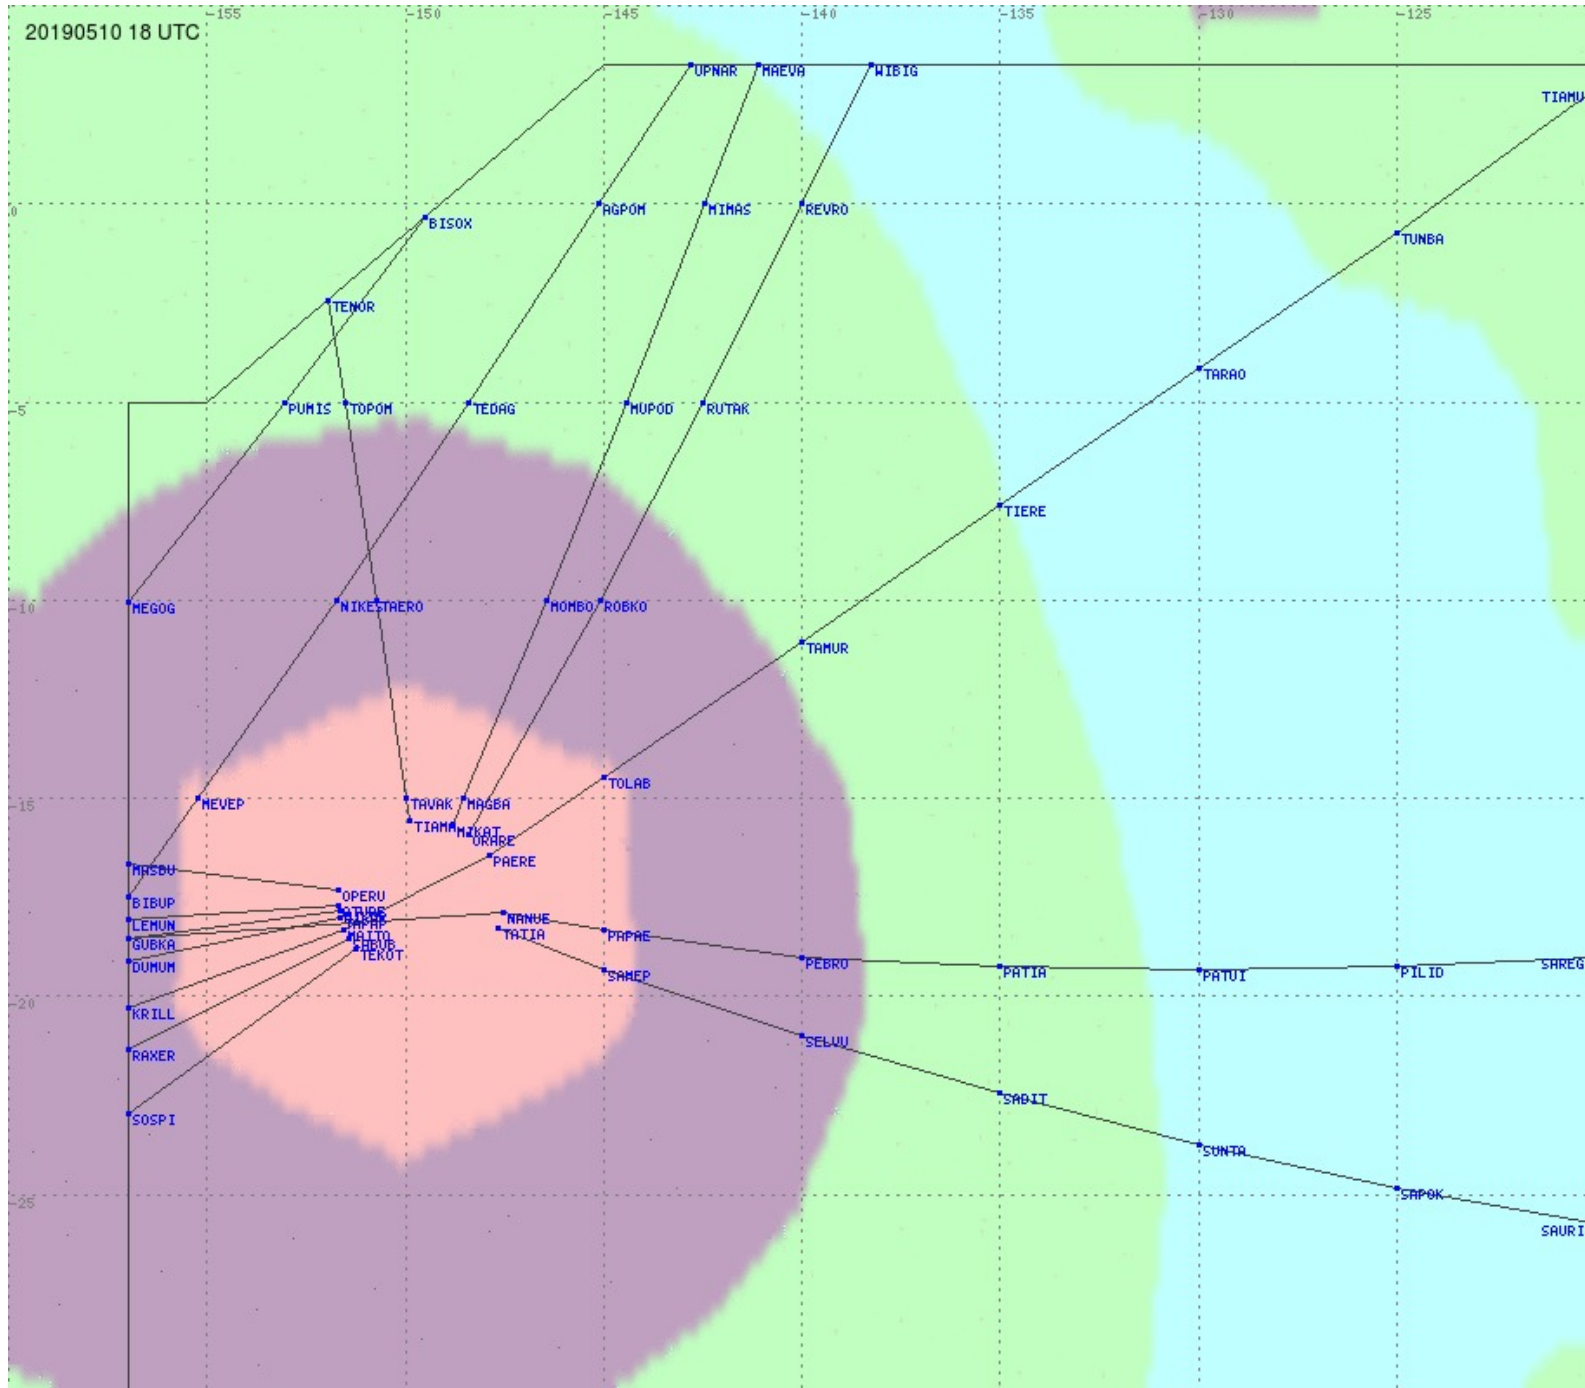 -155 -150 -145 -140 -135 -130 -125
20190510 18 UTC
UPNAR MAEVA WIBIG
TIAMU
0
AGPOM MIMAS REVRO
BISOX
TUNBA
TENOR
TARAO
-5
PUMIS TOPOM TEDAG MUPOD RUTAK
TIERE
-10
MEGOG NIKES TAERO MOMBO ROBKO
TAMUR
TOLAB
-15
MEVEP TAVAK MAGBA
TIAMA MIKAT
ORARE
PAERE
MASBU
OPERU
BIBUP
LEMUN NANUE
TATIA PAPAE
MAITO
GUBKA
TEKOT
DUMUM PEBRO PATIA PATUI PILID SAREG
SAMEP
-20
KRILL
SELVU
RAXER
SADIT
SOSPI
SUNTA
-25
SAPOK
SAURI